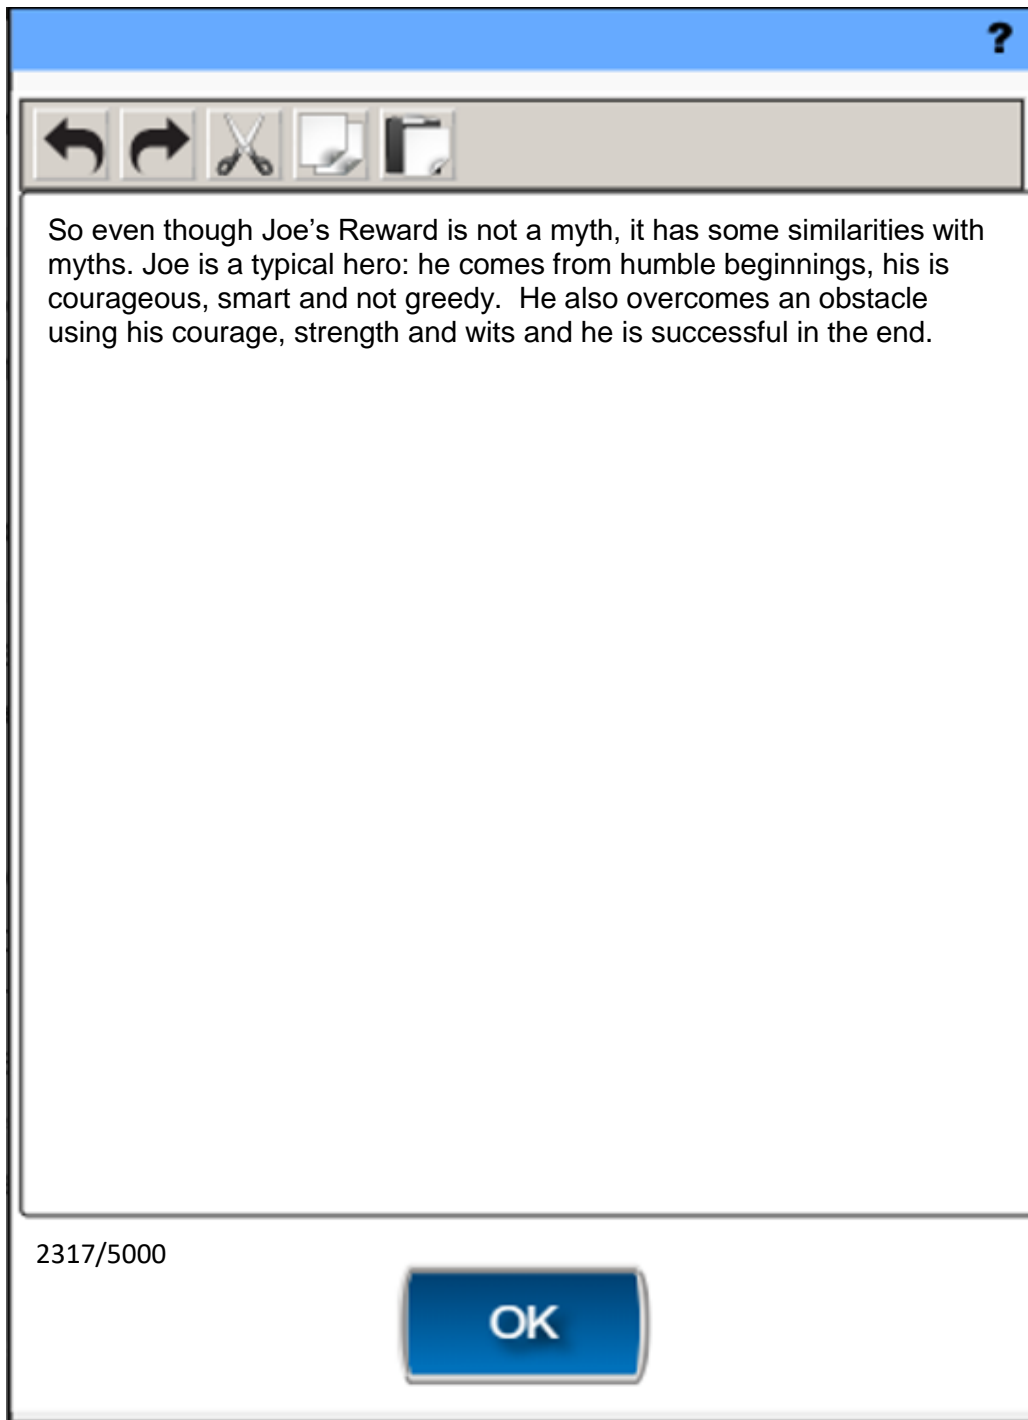 ?
So even though Joe’s Reward is not a myth, it has some similarities with
myths. Joe is a typical hero: he comes from humble beginnings, his is
courageous, smart and not greedy.  He also overcomes an obstacle
using his courage, strength and wits and he is successful in the end.
2317/5000
OK